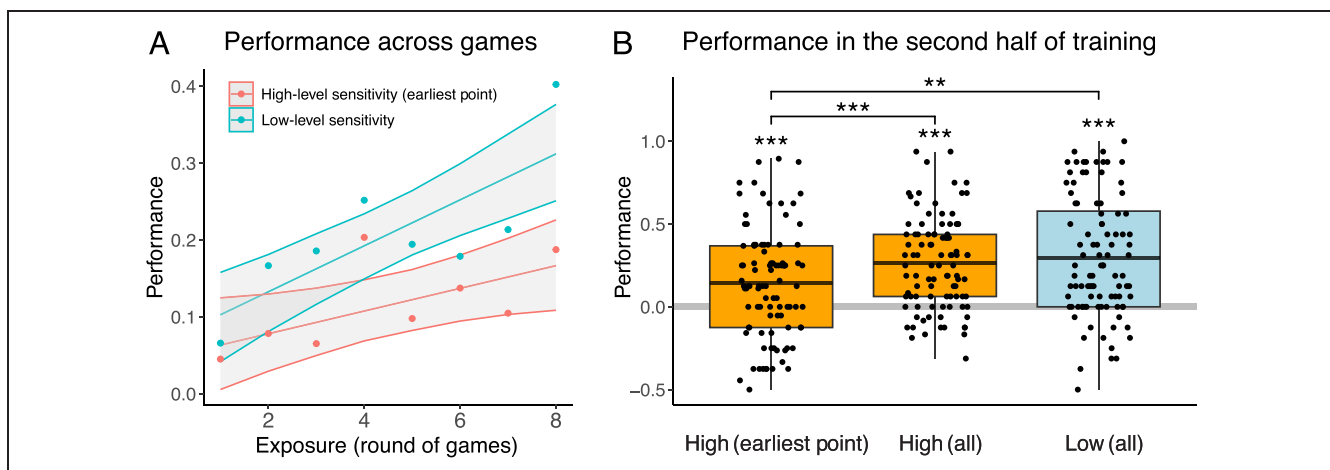 A
Performance across games
Performance
0.4
0.3
0.2
0.1
0.0
High-level sensitivity (earliest point)
Low-level sensitivity
2
4
6
8
Exposure (round of games)
B
Performance in the second half of training
Performance
1.0
0.5
0.0
−0.5
**
***
***
***
***
High (earliest point)
High (all)
Low (all)